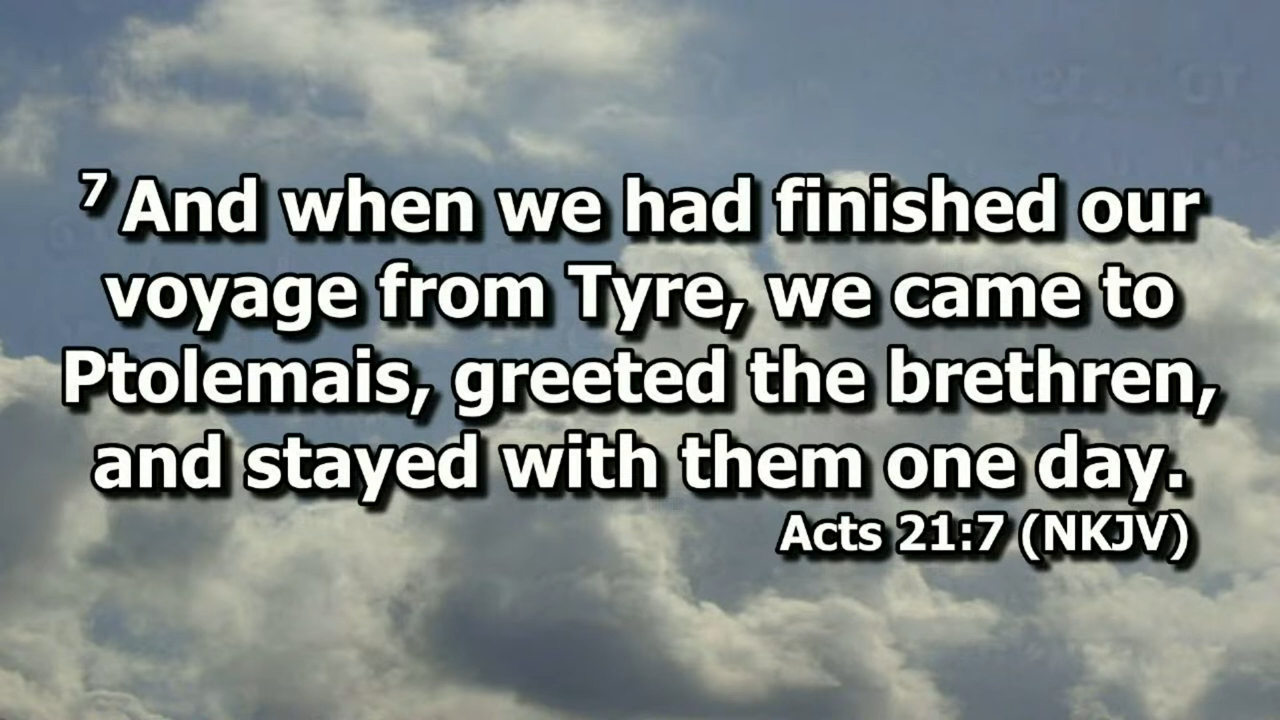 7 And when we had finished our
voyage from Tyre, we came to
Ptolemais, greeted the brethren,
and stayed with them one day.
Acts 21:7 (NKJV)